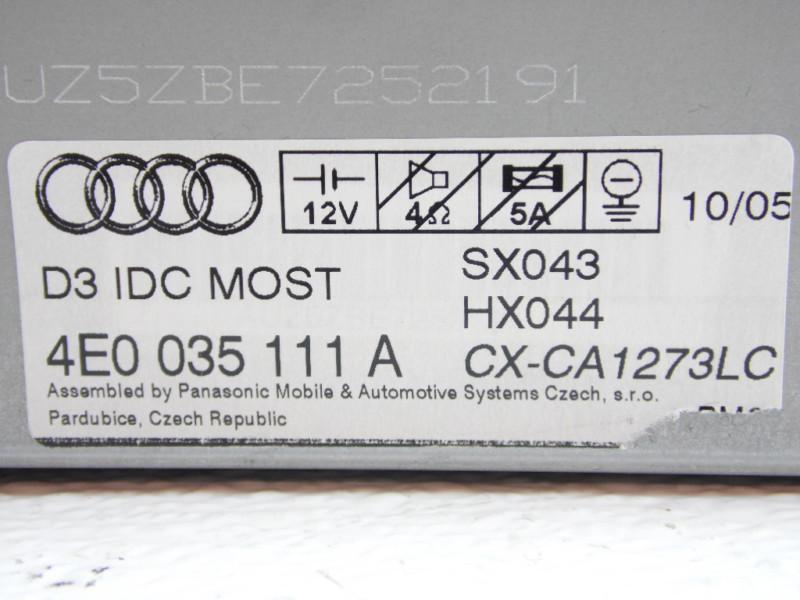 UZ5ZBE7252191
12V 4Ω 5A 10/05
D3 IDC MOST SX043
HX044
4E0 035 111 A CX-CA1273LC
Assembled by Panasonic Mobile & Automotive Systems Czech, s.r.o.
Pardubice, Czech Republic